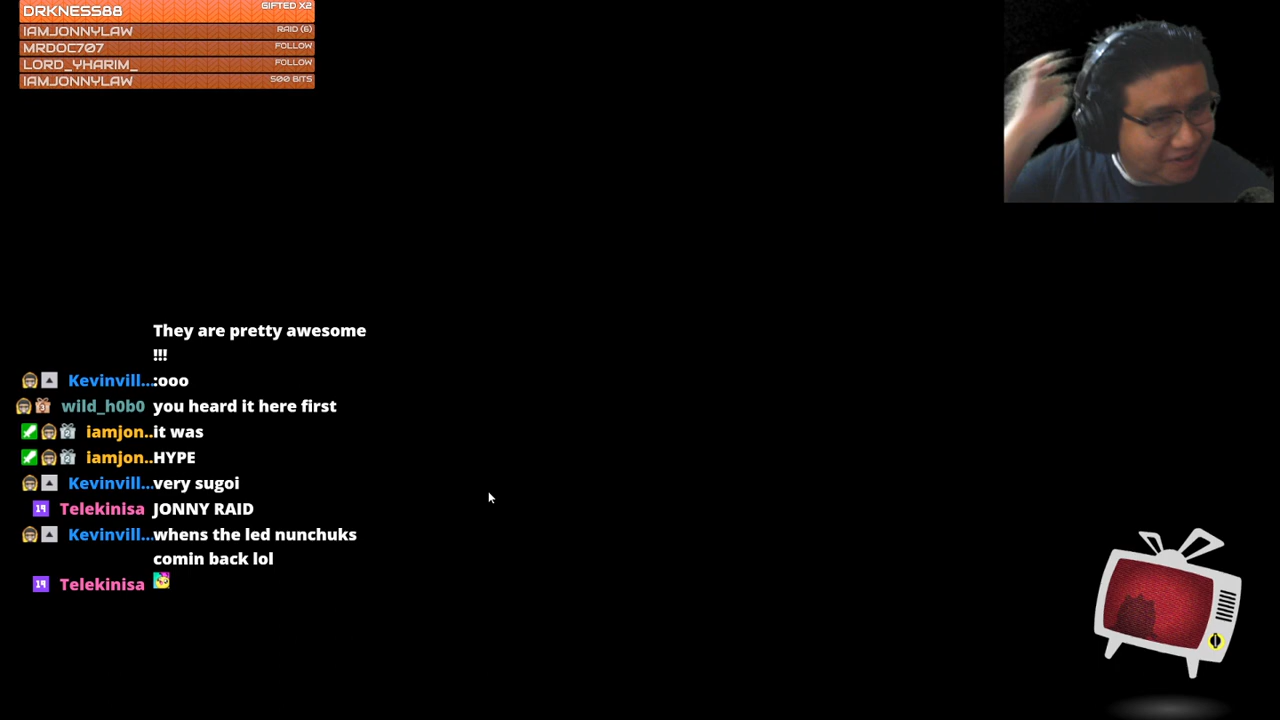 DRKNESS88 GIFTED X2
IAMJONNYLAW RAID (6)
MRDOC707 FOLLOW
LORD_YHARIM_ FOLLOW
IAMJONNYLAW 500 BITS
They are pretty awesome
!!!
Kevinvill... :ooo
wild_h0b0 you heard it here first
iamjon.. it was
iamjon.. HYPE
Kevinvill... very sugoi
19 Telekinisa JONNY RAID
Kevinvill... whens the led nunchuks
comin back lol
19 Telekinisa